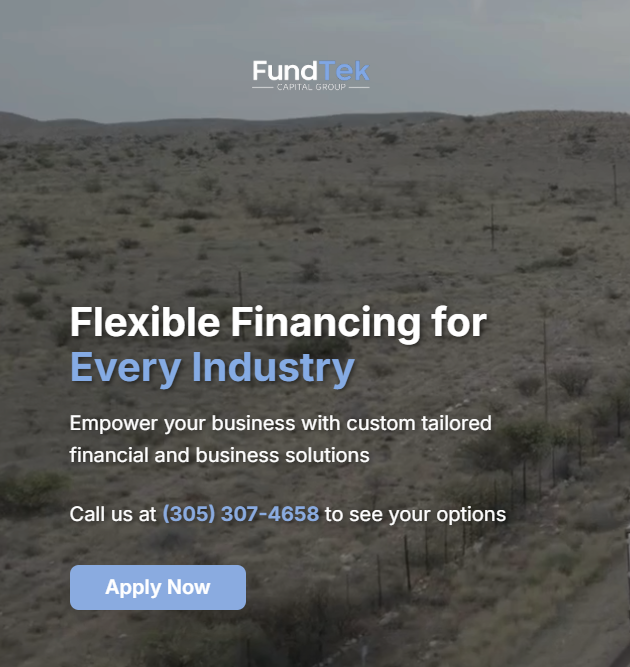 FundTek
CAPITAL GROUP
Flexible Financing for
Every Industry
Empower your business with custom tailored
financial and business solutions
Call us at (305) 307-4658 to see your options
Apply Now